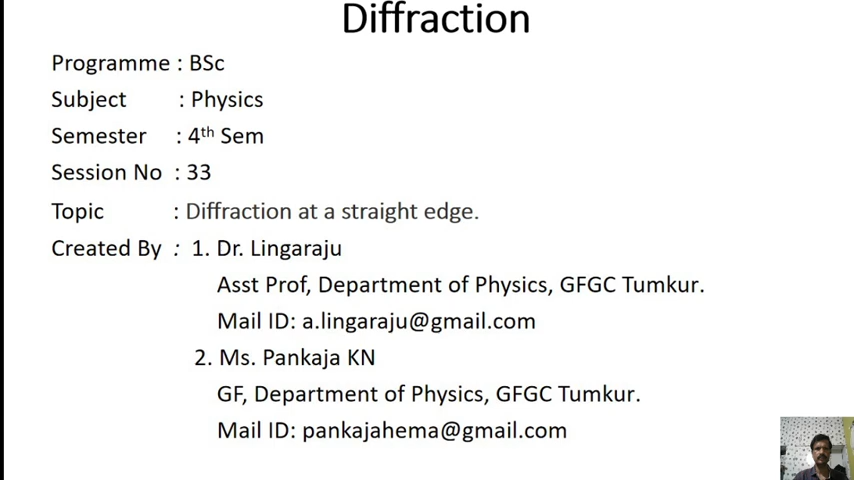 Diffraction
Programme : BSc
Subject : Physics
Semester : 4th Sem
Session No : 33
Topic : Diffraction at a straight edge.
Created By : 1. Dr. Lingaraju
Asst Prof, Department of Physics, GFGC Tumkur.
Mail ID: a.lingaraju@gmail.com
2. Ms. Pankaja KN
GF, Department of Physics, GFGC Tumkur.
Mail ID: pankajahema@gmail.com